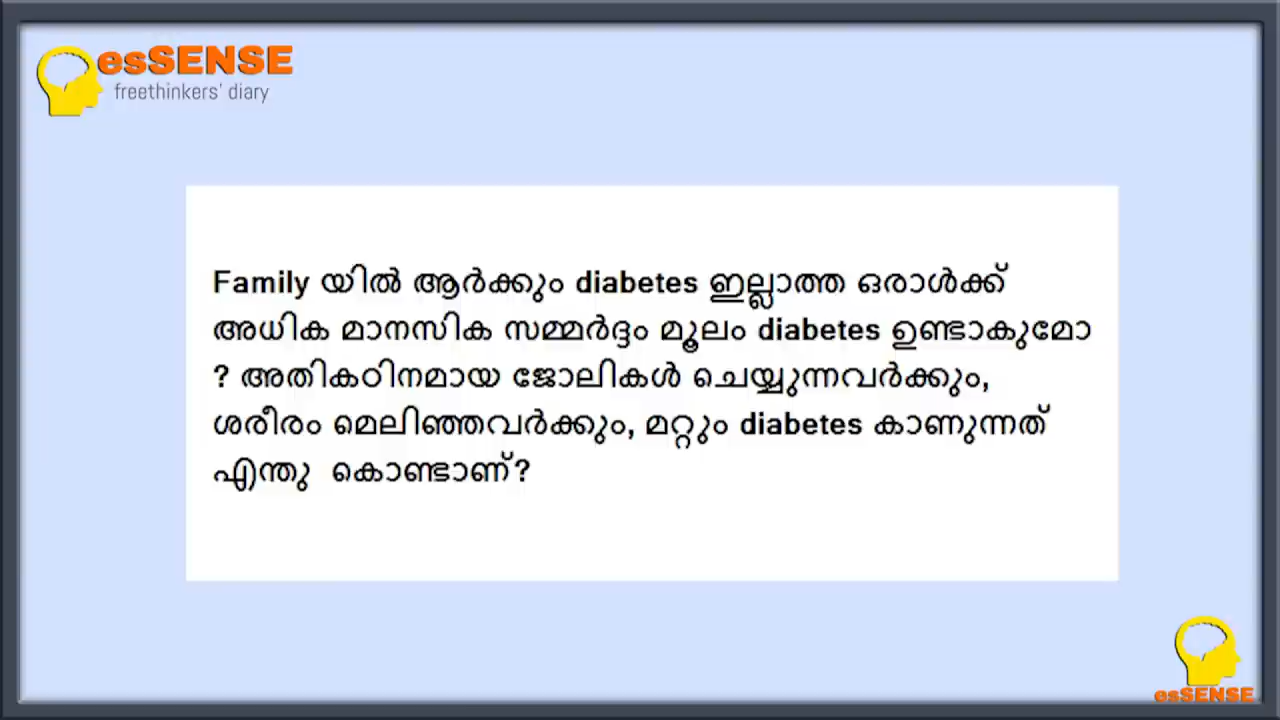 esSENSE
freethinkers' diary
Family യിൽ ആർക്കും diabetes ഇല്ലാത്ത ഒരാൾക്ക്
അധിക മാനസിക സമ്മർദ്ദം മൂലം diabetes ഉണ്ടാകുമോ
? അതികഠിനമായ ജോലികൾ ചെയ്യുന്നവർക്കും,
ശരീരം മെലിഞ്ഞവർക്കും, മറ്റും diabetes കാണുന്നത്
എന്തു കൊണ്ടാണ്?
esSENSE